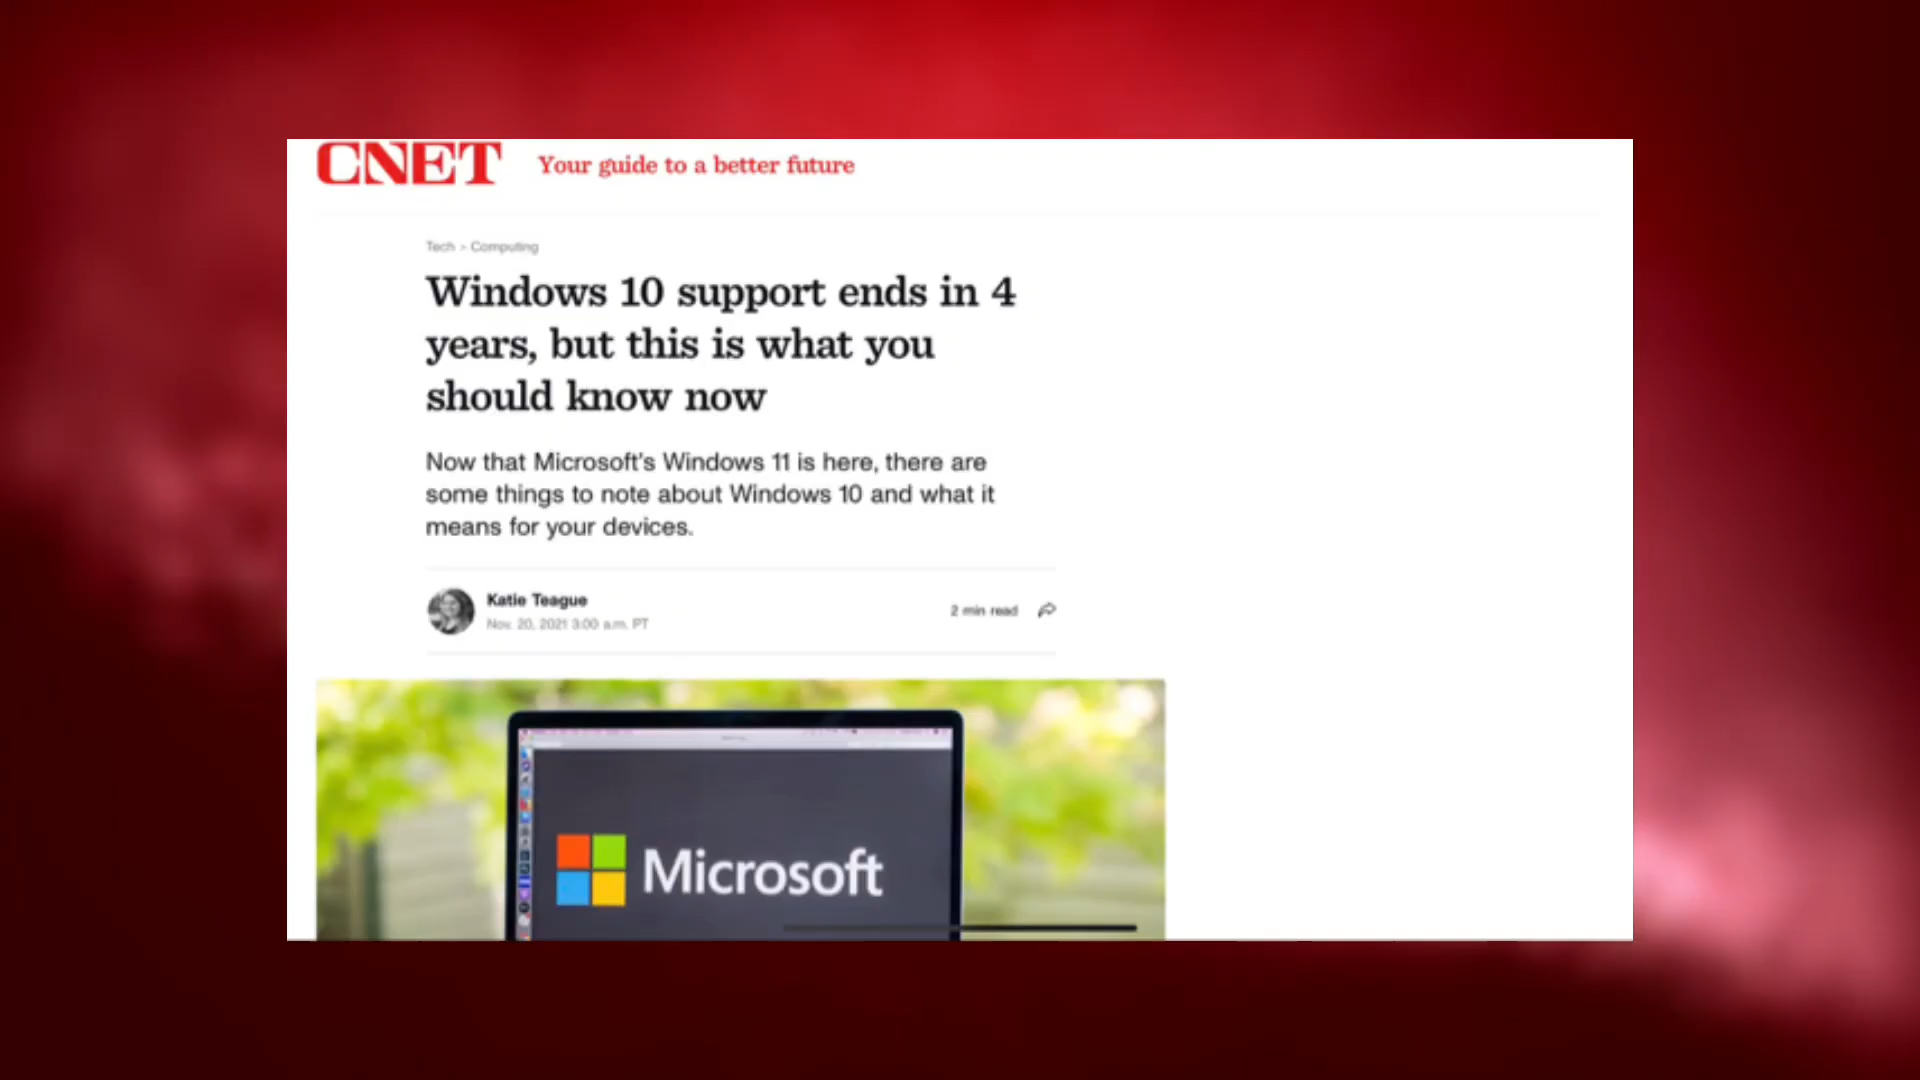 CNET Your guide to a better future
Tech > Computing
Windows 10 support ends in 4
years, but this is what you
should know now
Now that Microsoft's Windows 11 is here, there are
some things to note about Windows 10 and what it
means for your devices.
Katie Teague
Nov. 20, 2021 3:00 a.m. PT
2 min read
Microsoft